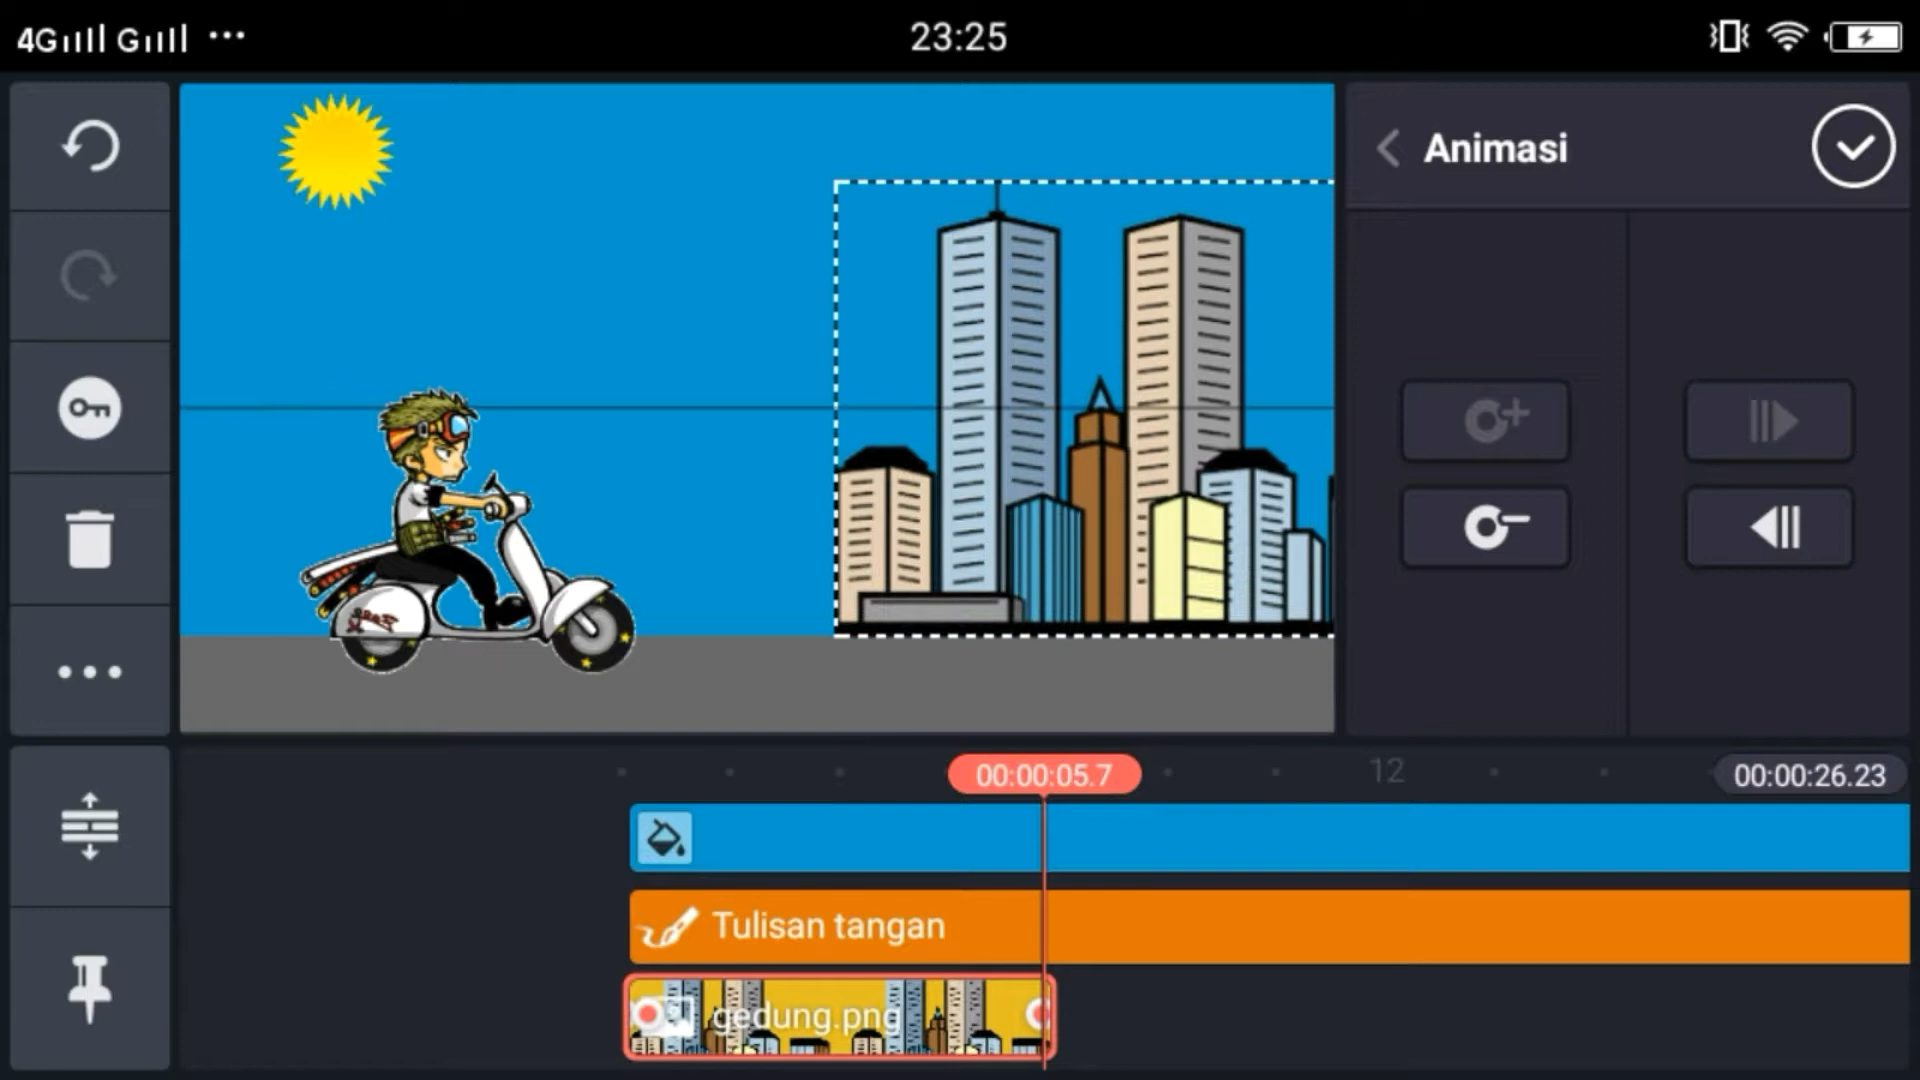 4G G 23:25
Animasi
00:00:05.7 12 00:00:26.23
Tulisan tangan
gedung.png